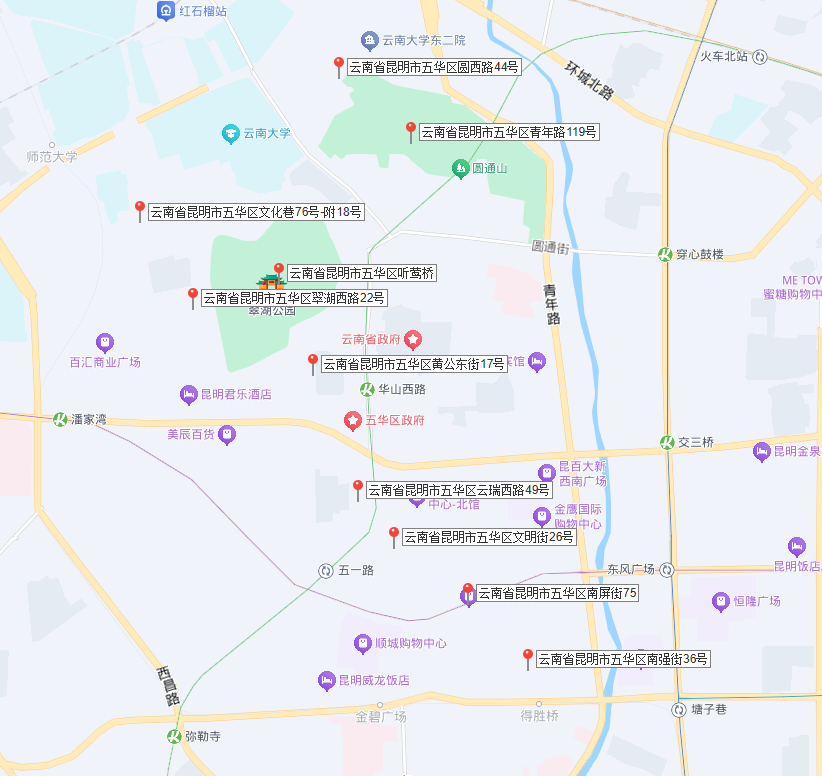 红石榴站
云南大学东二院
火车北站
云南省昆明市五华区圆西路44号
环城北路
云南大学
云南省昆明市五华区青年路119号
师范大学
圆通山
云南省昆明市五华区文化巷76号-附18号
圆通街
穿心鼓楼
云南省昆明市五华区听莺桥
ME TOW
蜜糖购物中
云南省昆明市五华区翠湖西路22号
翠湖公园
青年路
云南省政府
百汇商业广场
云南省昆明市五华区黄公东街17号
宾馆
华山西路
昆明君乐酒店
潘家湾
五华区政府
美辰百货
交三桥
昆明金泉
昆百大新
西南广场
云南省昆明市五华区云瑞西路49号
中心-北馆
金鹰国际
购物中心
云南省昆明市五华区文明街26号
昆明饭店
五一路
东风广场
云南省昆明市五华区南屏街75
恒隆广场
顺城购物中心
云南省昆明市五华区南强街36号
西昌路
昆明威龙饭店
金碧广场
得胜桥
塘子巷
弥勒寺